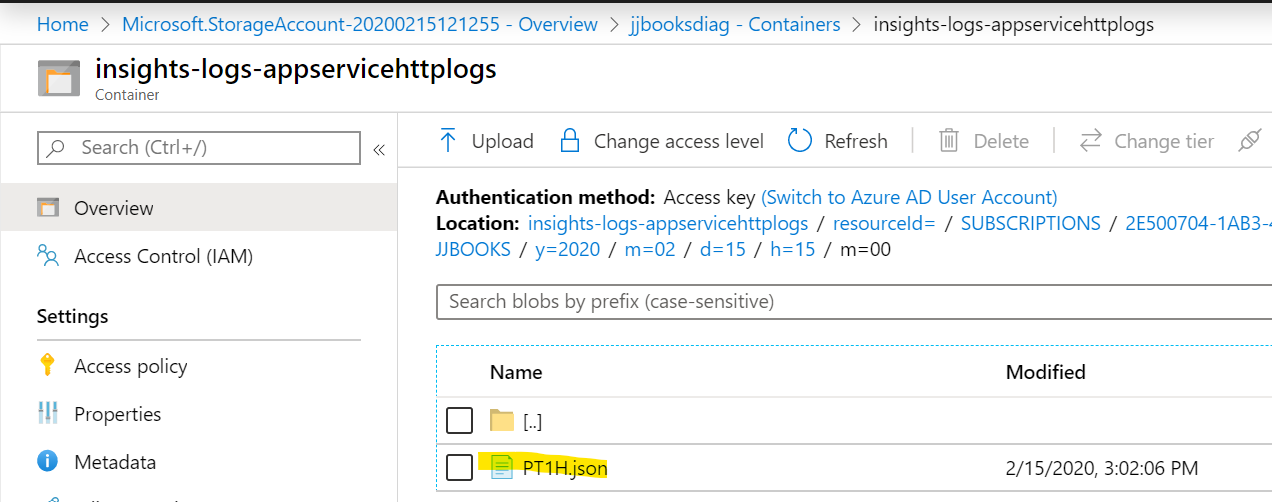 Home > Microsoft.StorageAccount-20200215121255 - Overview > jjbooksdiag - Containers > insights-logs-appservicehttplogs
insights-logs-appservicehttplogs
Container
Search (Ctrl+/)
«
Overview
Access Control (IAM)
Settings
Access policy
Properties
Metadata
Upload
Change access level
Refresh
Delete
Change tier
Authentication method: Access key (Switch to Azure AD User Account)
Location: insights-logs-appservicehttplogs / resourceId= / SUBSCRIPTIONS / 2E500704-1AB3-4
JJBOOKS / y=2020 / m=02 / d=15 / h=15 / m=00
Search blobs by prefix (case-sensitive)
Name Modified
[..]
PT1H.json 2/15/2020, 3:02:06 PM